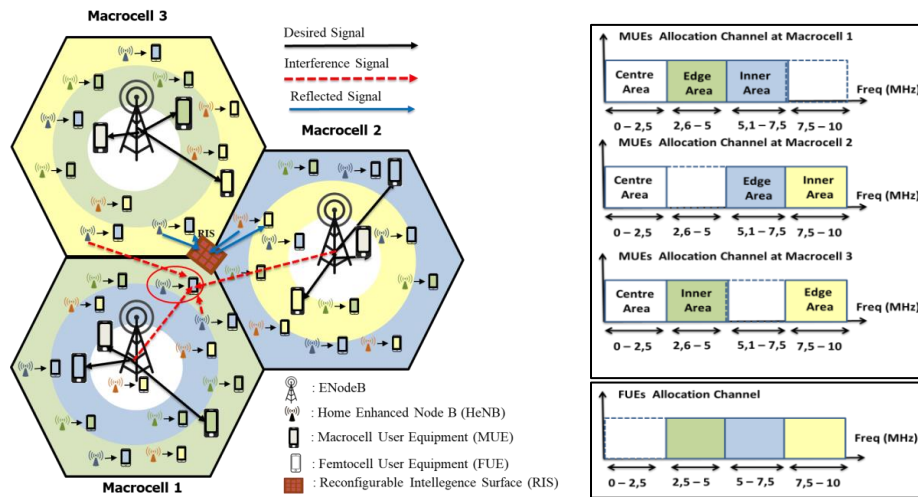 Macrocell 3
Desired Signal
Interference Signal
Reflected Signal
Macrocell 2
RIS
: ENodeB
: Home Enhanced Node B (HeNB)
: Macrocell User Equipment (MUE)
: Femtocell User Equipment (FUE)
: Reconfigurable Intellegence Surface (RIS)
Macrocell 1
MUEs Allocation Channel at Macrocell 1
Centre Area
Edge Area
Inner Area
Freq (MHz)
0 – 2,5
2,6 – 5
5,1 – 7,5
7,5 – 10
MUEs Allocation Channel at Macrocell 2
Centre Area
Edge Area
Inner Area
Freq (MHz)
0 – 2,5
2,6 – 5
5,1 – 7,5
7,5 – 10
MUEs Allocation Channel at Macrocell 3
Centre Area
Inner Area
Edge Area
Freq (MHz)
0 – 2,5
2,6 – 5
5,1 – 7,5
7,5 – 10
FUEs Allocation Channel
Freq (MHz)
0 – 2,5
2,5 – 5
5 – 7,5
7,5 – 10